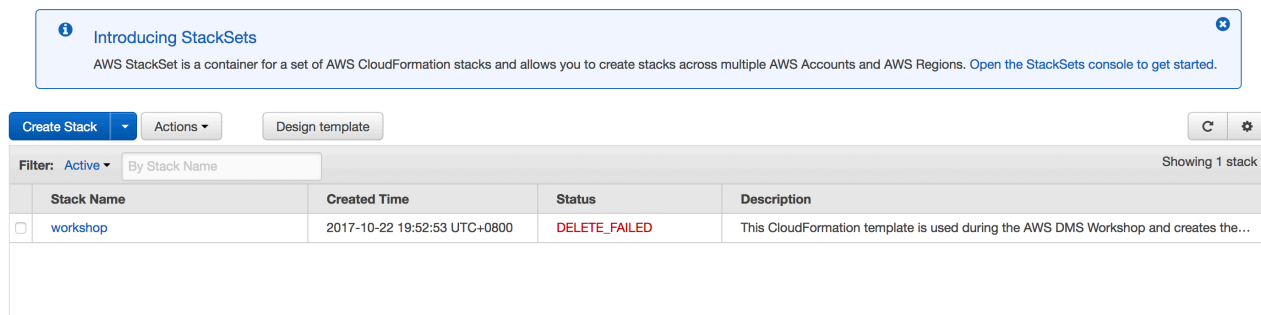 Introducing StackSets
AWS StackSet is a container for a set of AWS CloudFormation stacks and allows you to create stacks across multiple AWS Accounts and AWS Regions. Open the StackSets console to get started.
Create Stack Actions Design template
Filter: Active By Stack Name Showing 1 stack
Stack Name Created Time Status Description
workshop 2017-10-22 19:52:53 UTC+0800 DELETE_FAILED This CloudFormation template is used during the AWS DMS Workshop and creates the…